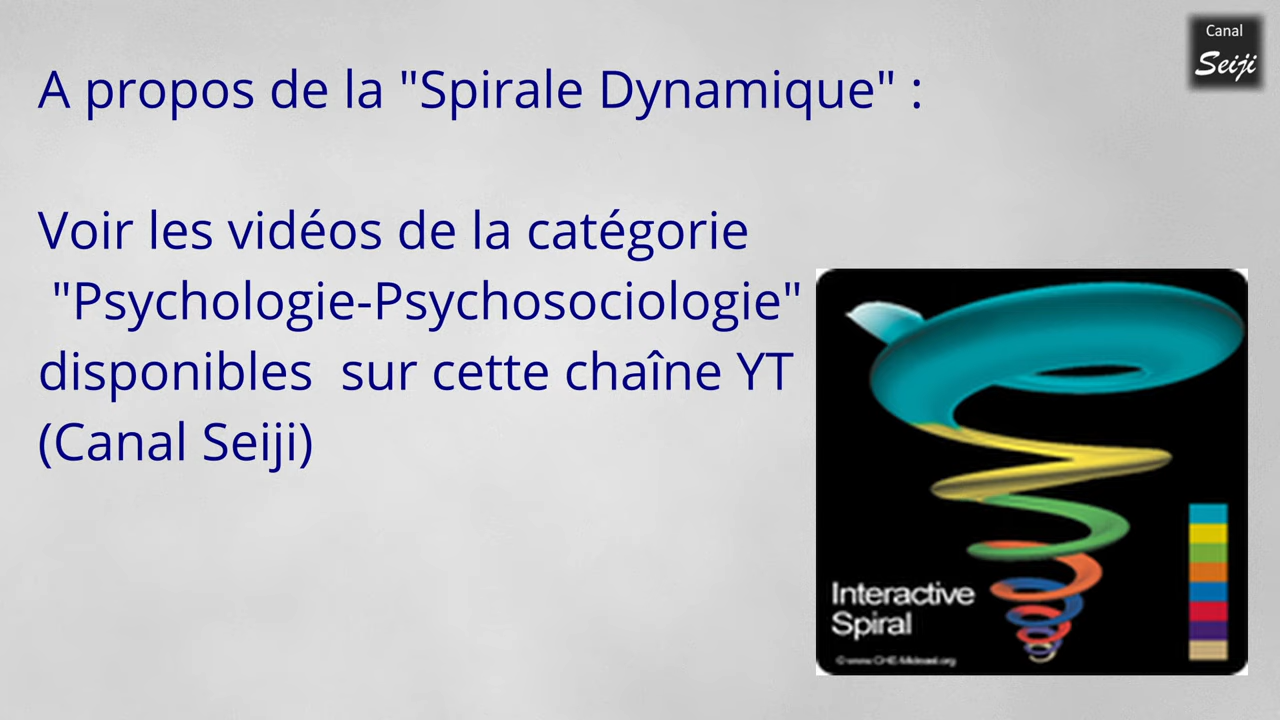 Canal
Seiji
A propos de la "Spirale Dynamique" :
Voir les vidéos de la catégorie
"Psychologie-Psychosociologie"
disponibles  sur cette chaîne YT
(Canal Seiji)
Interactive
Spiral